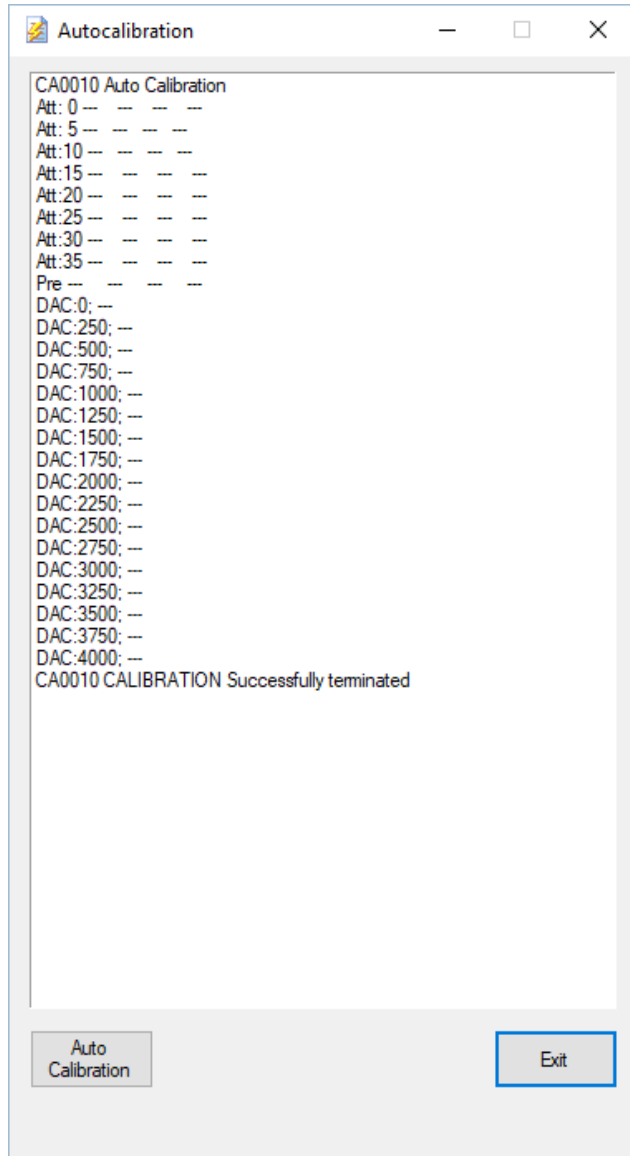 Autocalibration
CA0010 Auto Calibration
Att: 0 --- --- --- ---
Att: 5 --- --- --- ---
Att:10 --- --- --- ---
Att:15 --- --- --- ---
Att:20 --- --- --- ---
Att:25 --- --- --- ---
Att:30 --- --- --- ---
Att:35 --- --- --- ---
Pre --- --- --- ---
DAC:0; ---
DAC:250; ---
DAC:500; ---
DAC:750; ---
DAC:1000; ---
DAC:1250; ---
DAC:1500; ---
DAC:1750; ---
DAC:2000; ---
DAC:2250; ---
DAC:2500; ---
DAC:2750; ---
DAC:3000; ---
DAC:3250; ---
DAC:3500; ---
DAC:3750; ---
DAC:4000; ---
CA0010 CALIBRATION Successfully terminated
Auto
Calibration
Exit